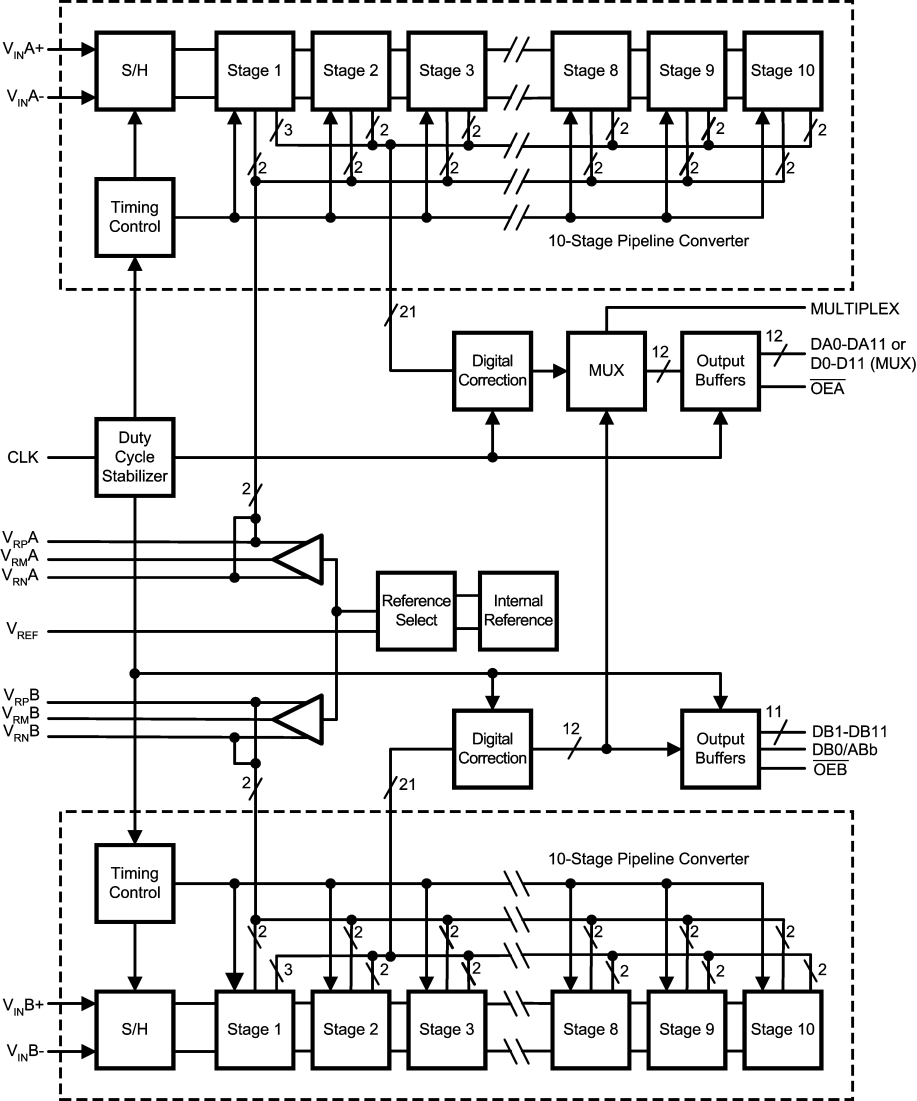 VINA+
S/H
Stage 1
Stage 2
Stage 3
Stage 8
Stage 9
Stage 10
VINA-
3
2
2
2
2
2
2
2
2
2
2
2
Timing
Control
10-Stage Pipeline Converter
21
MULTIPLEX
Digital
Correction
MUX
12
Output
Buffers
12
DA0-DA11 or
D0-D11 (MUX)
OEA
CLK
Duty
Cycle
Stabilizer
2
VRPA
VRMA
VRNA
Reference
Select
Internal
Reference
VREF
VRPB
VRMB
VRNB
Digital
Correction
12
Output
Buffers
11
DB1-DB11
DB0/ABb
OEB
2
21
Timing
Control
10-Stage Pipeline Converter
2
2
2
2
2
2
3
2
2
2
2
2
VINB+
S/H
Stage 1
Stage 2
Stage 3
Stage 8
Stage 9
Stage 10
VINB-